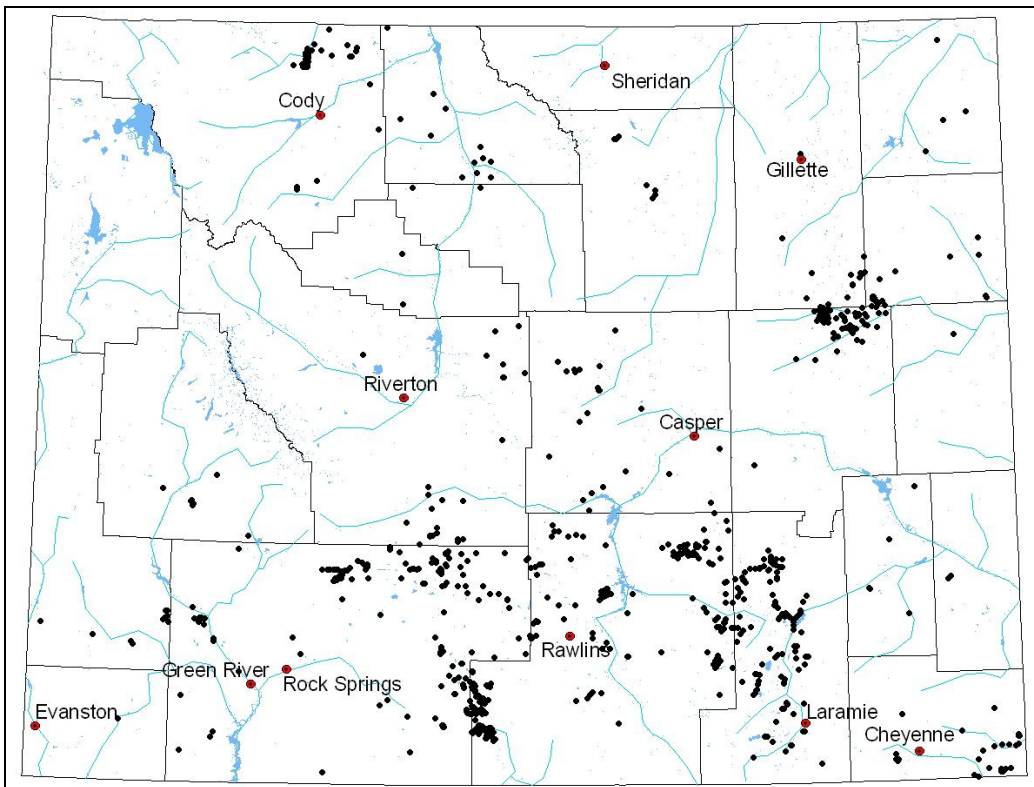 Sheridan
Cody
Gillette
Riverton
Casper
Rawlins
Green River
Rock Springs
Evanston
Laramie
Cheyenne